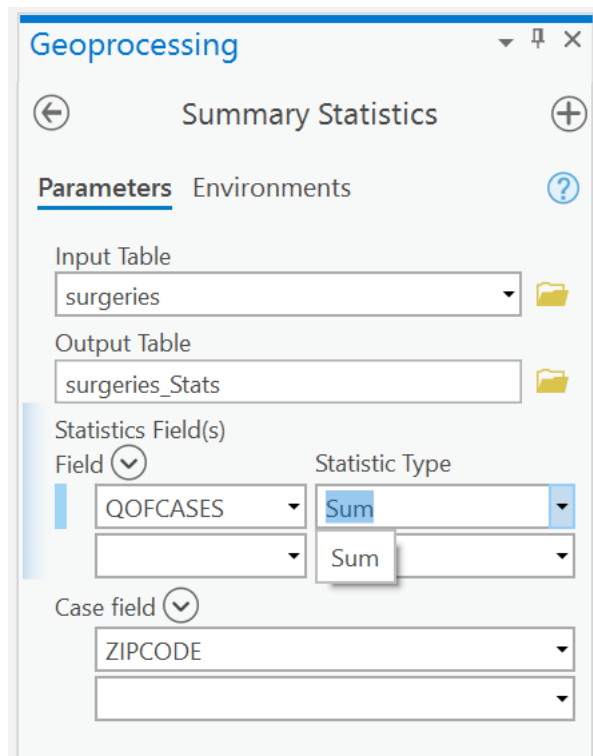 Geoprocessing
Summary Statistics
Parameters Environments ?
Input Table
surgeries
Output Table
surgeries_Stats
Statistics Field(s)
Field Statistic Type
QOFCASES Sum
Sum
Case field
ZIPCODE